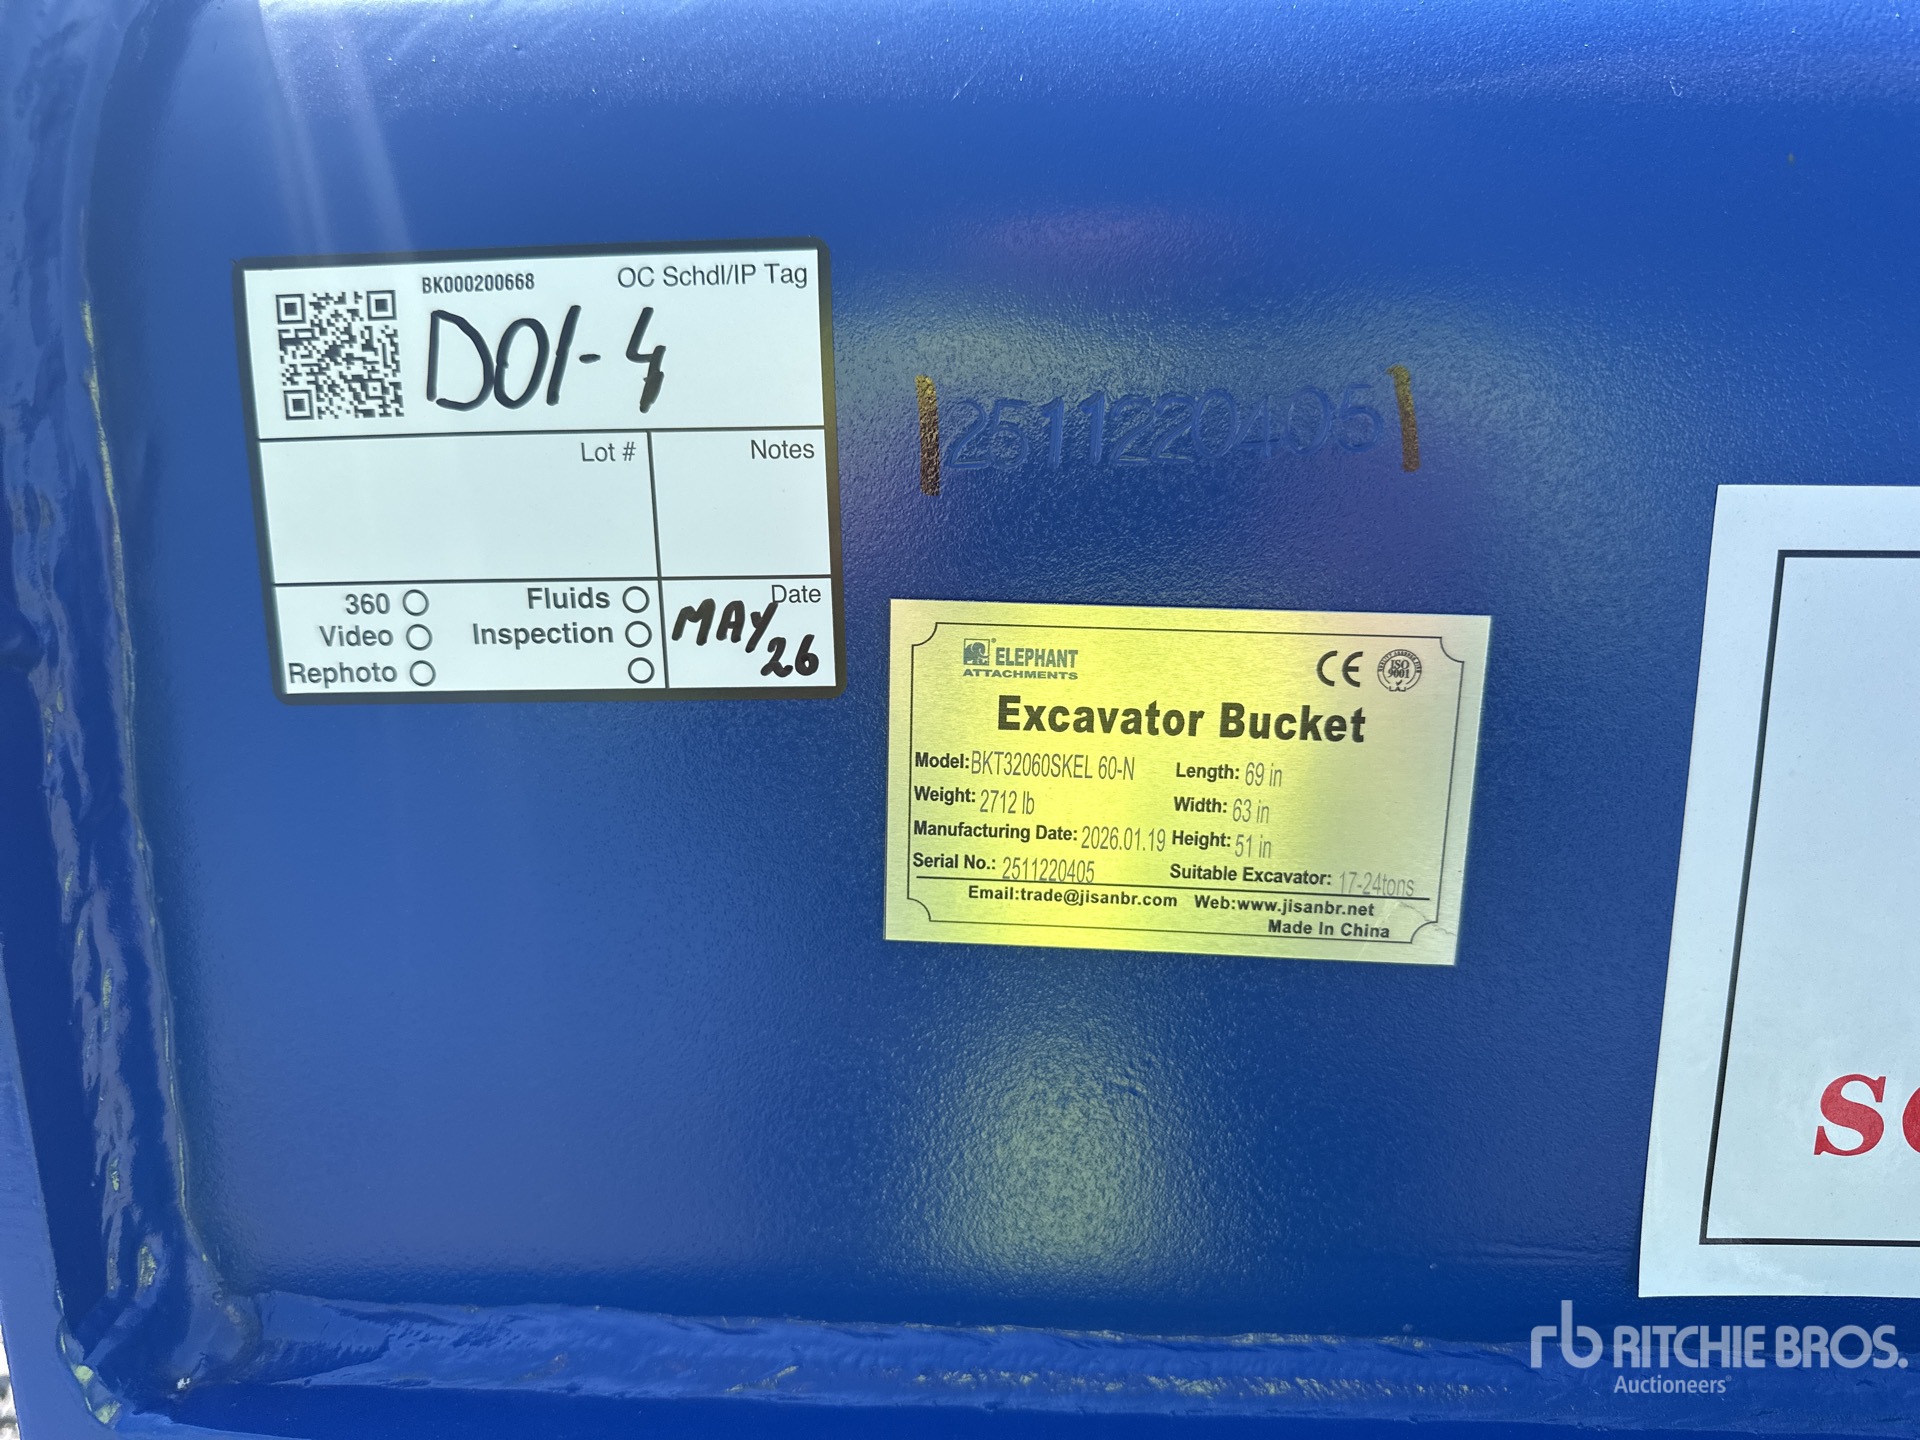 BK000200668
OC Schdl/IP Tag
D01-4
Lot #
Notes
360
Fluids
Date
Video
Inspection
MAY
26
Rephoto
2511220405
ELEPHANT
ATTACHMENTS
CE
ISO
9001
Excavator Bucket
Model: BKT32060SKEL 60-N
Length: 69 in
Weight: 2712 lb
Width: 63 in
Manufacturing Date: 2026.01.19
Height: 51 in
Serial No.: 2511220405
Suitable Excavator: 17-24tons
Email:trade@jisanbr.com Web:www.jisanbr.net
Made In China
rb RITCHIE BROS.
Auctioneers